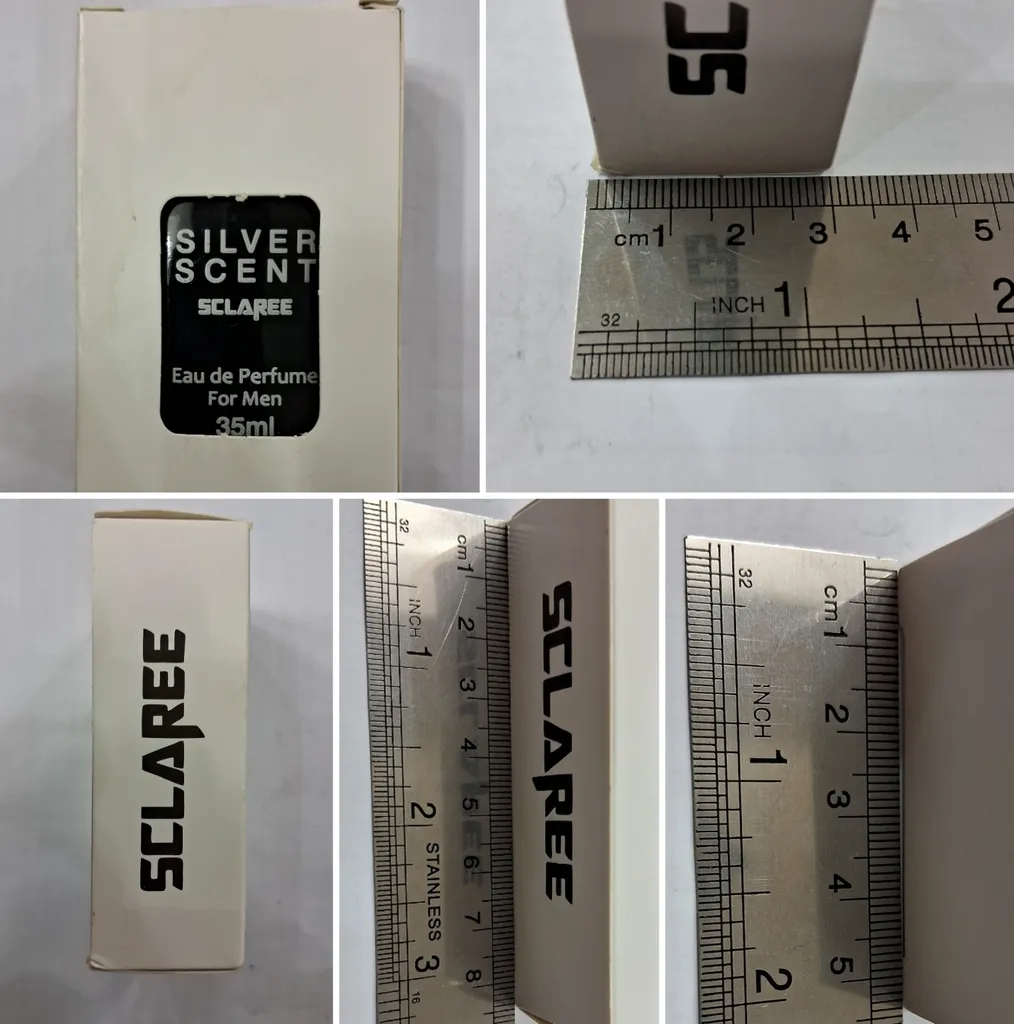 SILVER
SCENT
SCLAREE
Eau de Perfume
For Men
35ml
SC
cm1 2 3 4 5
INCH 1 2
32
SCLAREE
32
cm1 2 3 4 5 6 7 8
INCH 1 2 3
STAINLESS
16
SCLAREE
32
cm1 2 3 4 5
INCH 1 2